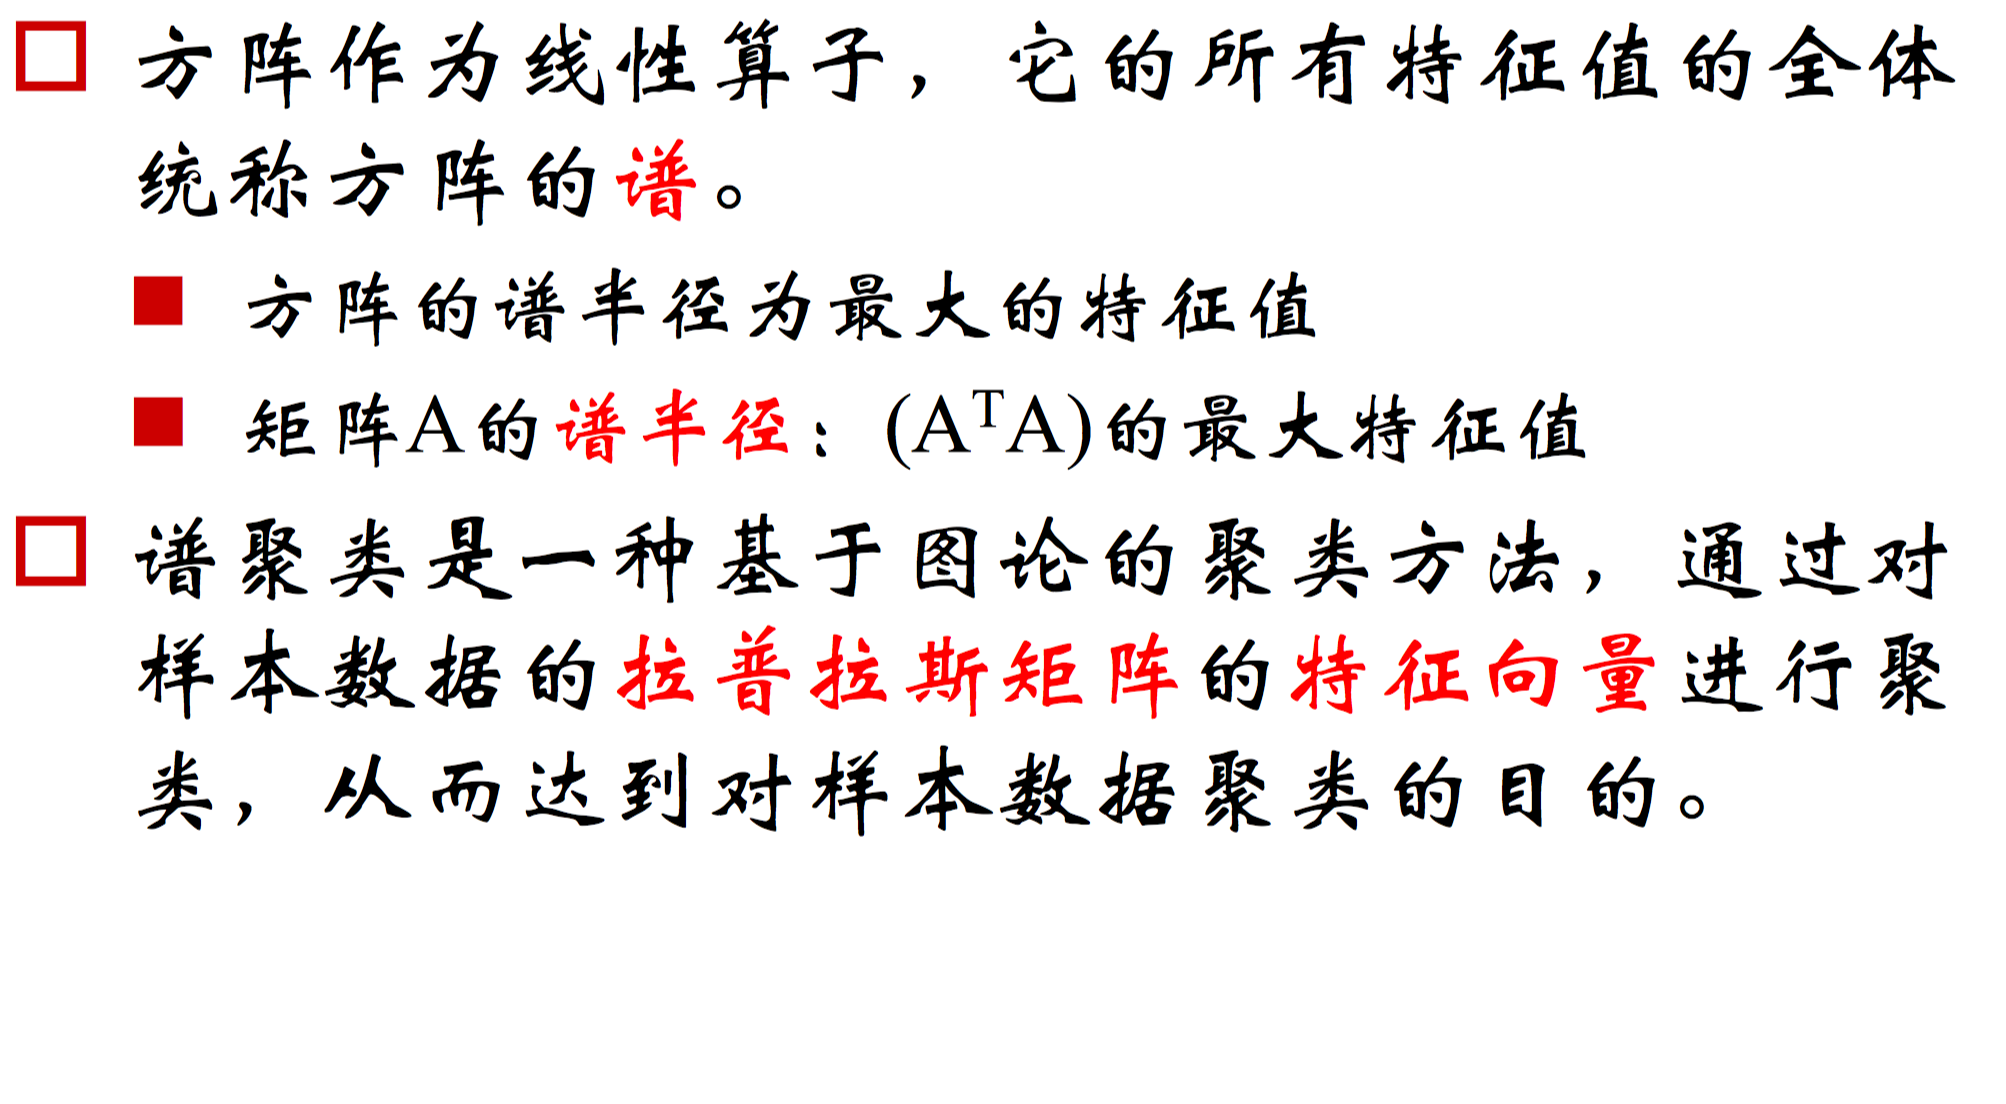 方阵作为线性算子，它的所有特征值的全体
统称方阵的谱。
方阵的谱半径为最大的特征值
矩阵A的谱半径：(AᵀA)的最大特征值
谱聚类是一种基于图论的聚类方法，通过对
样本数据的拉普拉斯矩阵的特征向量进行聚
类，从而达到对样本数据聚类的目的。